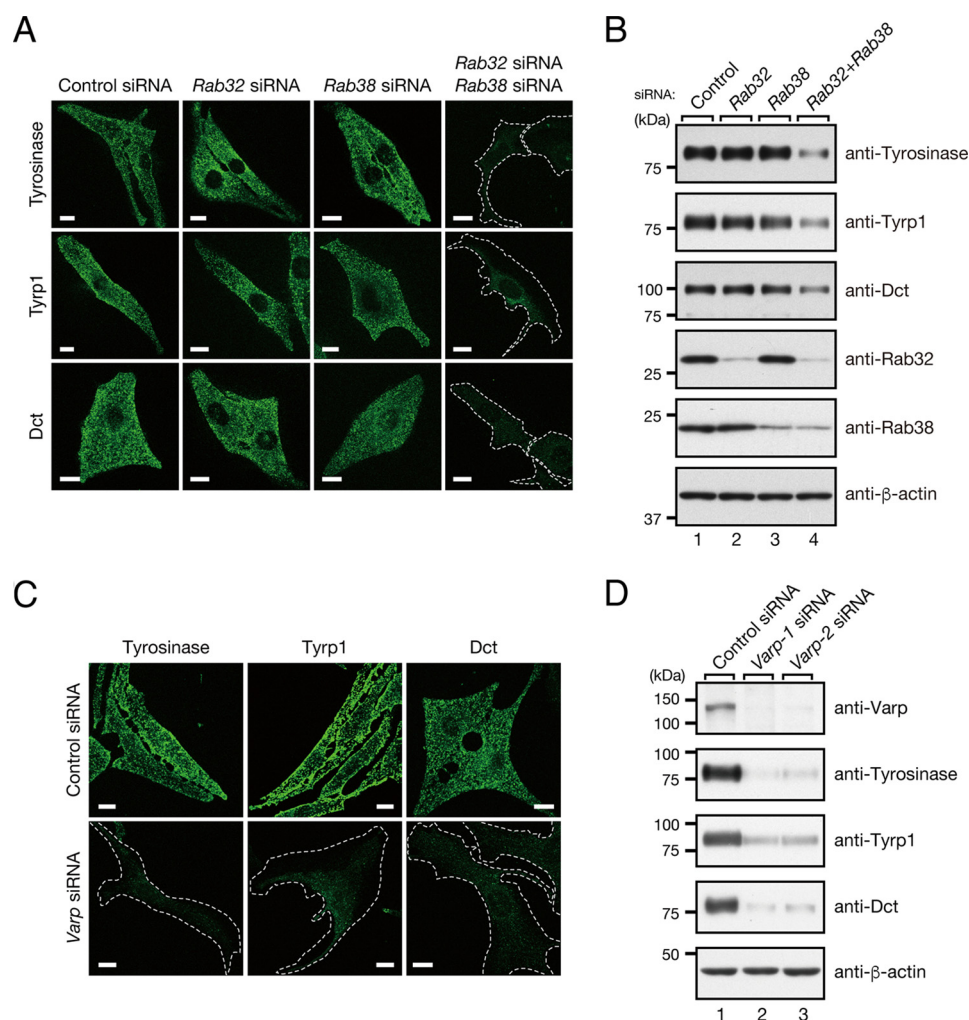 A
Control siRNA
Rab32 siRNA
Rab38 siRNA
Rab32 siRNA
Rab38 siRNA
Tyrosinase
Tyrp1
Dct
B
siRNA:
Control
Rab32
Rab38
Rab32+Rab38
(kDa)
75
anti-Tyrosinase
75
anti-Tyrp1
100
75
anti-Dct
25
anti-Rab32
25
anti-Rab38
37
anti-β-actin
1 2 3 4
C
Tyrosinase
Tyrp1
Dct
Control siRNA
Varp siRNA
D
Control siRNA
Varp-1 siRNA
Varp-2 siRNA
(kDa)
150
100
anti-Varp
100
75
anti-Tyrosinase
100
75
anti-Tyrp1
75
anti-Dct
50
anti-β-actin
1 2 3